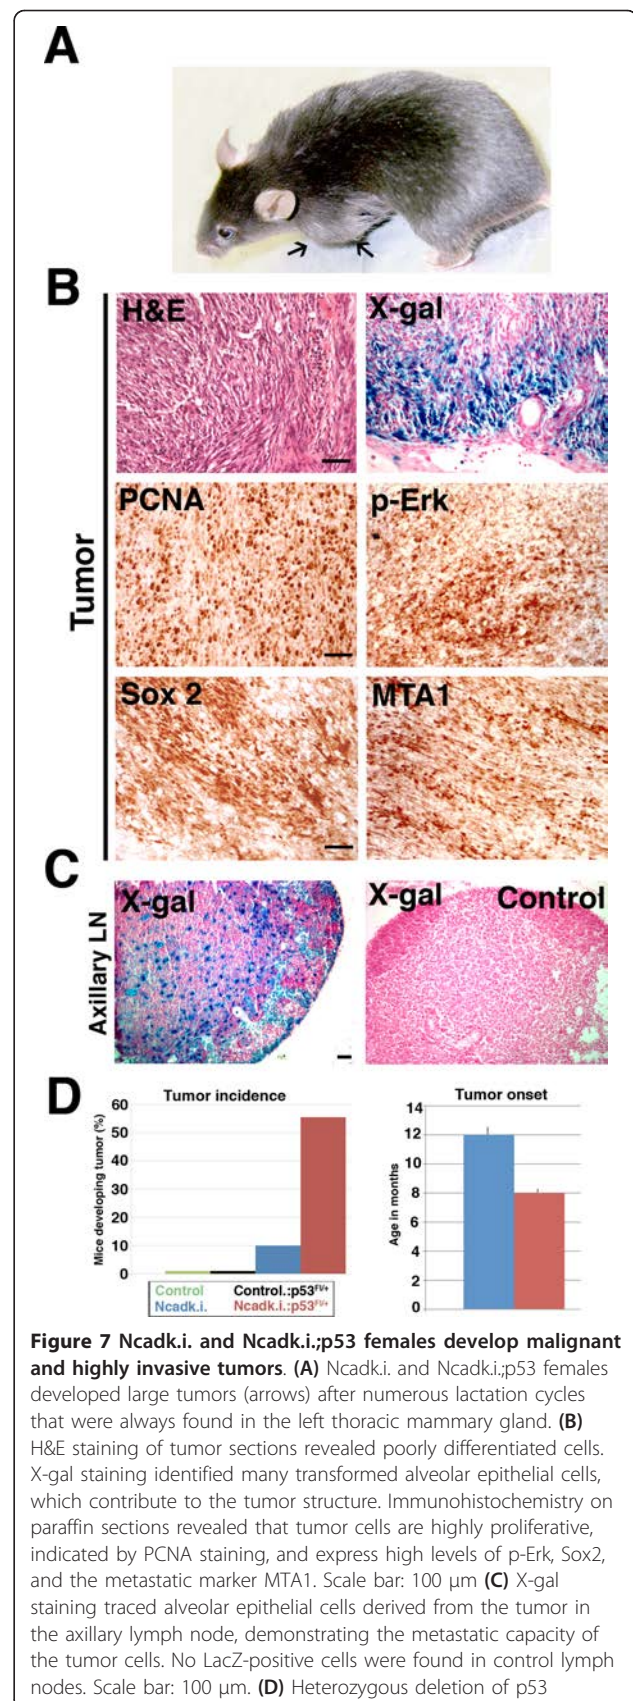 A
B
H&E
X-gal
PCNA
p-Erk
Sox 2
MTA1
Tumor
C
X-gal
X-gal Control
Axillary LN
D
Tumor incidence
Mice developing tumor (%)
60
50
40
30
20
10
0
Control
Control.:p53Fl/+
Ncadk.i.
Ncadk.i.:p53Fl/+
Tumor onset
Age in months
14
12
12
8
6
4
2
0
Figure 7 Ncadk.i. and Ncadk.i.;p53 females develop malignant
and highly invasive tumors. (A) Ncadk.i. and Ncadk.i.;p53 females
developed large tumors (arrows) after numerous lactation cycles
that were always found in the left thoracic mammary gland. (B)
H&E staining of tumor sections revealed poorly differentiated cells.
X-gal staining identified many transformed alveolar epithelial cells,
which contribute to the tumor structure. Immunohistochemistry on
paraffin sections revealed that tumor cells are highly proliferative,
indicated by PCNA staining, and express high levels of p-Erk, Sox2,
and the metastatic marker MTA1. Scale bar: 100 μm (C) X-gal
staining traced alveolar epithelial cells derived from the tumor in
the axillary lymph node, demonstrating the metastatic capacity of
the tumor cells. No LacZ-positive cells were found in control lymph
nodes. Scale bar: 100 μm. (D) Heterozygous deletion of p53